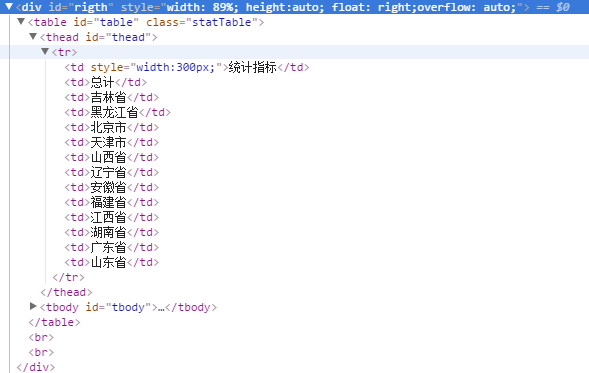 ▼<div id="rigth" style="width: 89%; height:auto; float: right;overflow: auto;"> == $0
▼<table id="table" class="statTable">
▼<thead id="thead">
▼<tr>
<td style="width:300px;">统计指标</td>
<td>总计</td>
<td>吉林省</td>
<td>黑龙江省</td>
<td>北京市</td>
<td>天津市</td>
<td>山西省</td>
<td>辽宁省</td>
<td>安徽省</td>
<td>福建省</td>
<td>江西省</td>
<td>湖南省</td>
<td>广东省</td>
<td>山东省</td>
</tr>
</thead>
▶<tbody id="tbody">…</tbody>
</table>
<br>
<br>
</div>